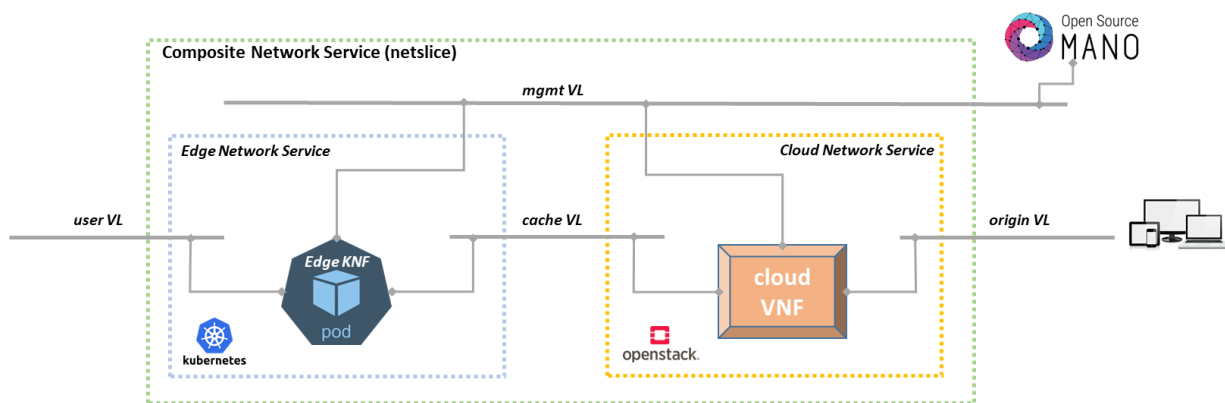 Open Source
MANO
Composite Network Service (netslice)
mgmt VL
Edge Network Service
Cloud Network Service
user VL
cache VL
origin VL
Edge KNF
pod
cloud
VNF
kubernetes
openstack.